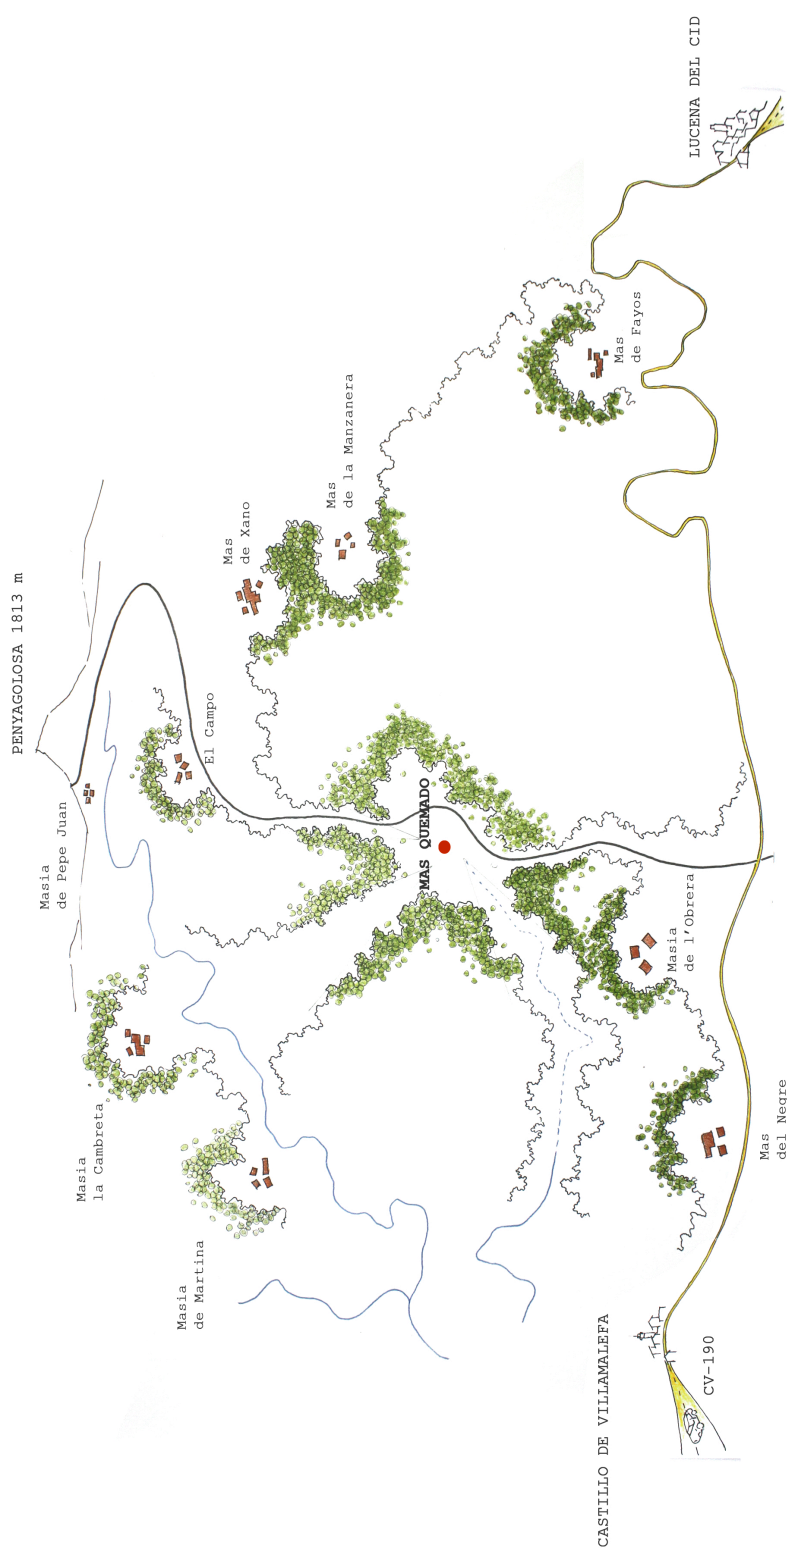 PENYAGOLOSA 1813 m
Masia
de Pepe Juan
El Campo
Mas
de Xano
Mas
de la Manzanera
Masia
la Cambreta
Masia
de Martina
MAS QUEMADO
Mas
de Fayos
LUCENA DEL CID
Masia
de l'Obrera
Mas
del Negre
CASTILLO DE VILLAMALEFA
CV-190